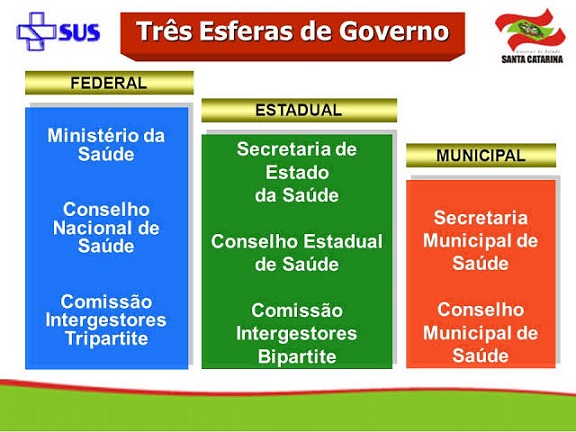 SUS
Três Esferas de Governo
SANTA CATARINA
FEDERAL
Ministério da
Saúde
Conselho
Nacional de
Saúde
Comissão
Intergestores
Tripartite
ESTADUAL
Secretaria de
Estado
da Saúde
Conselho Estadual
de Saúde
Comissão
Intergestores
Bipartite
MUNICIPAL
Secretaria
Municipal de
Saúde
Conselho
Municipal de
Saúde